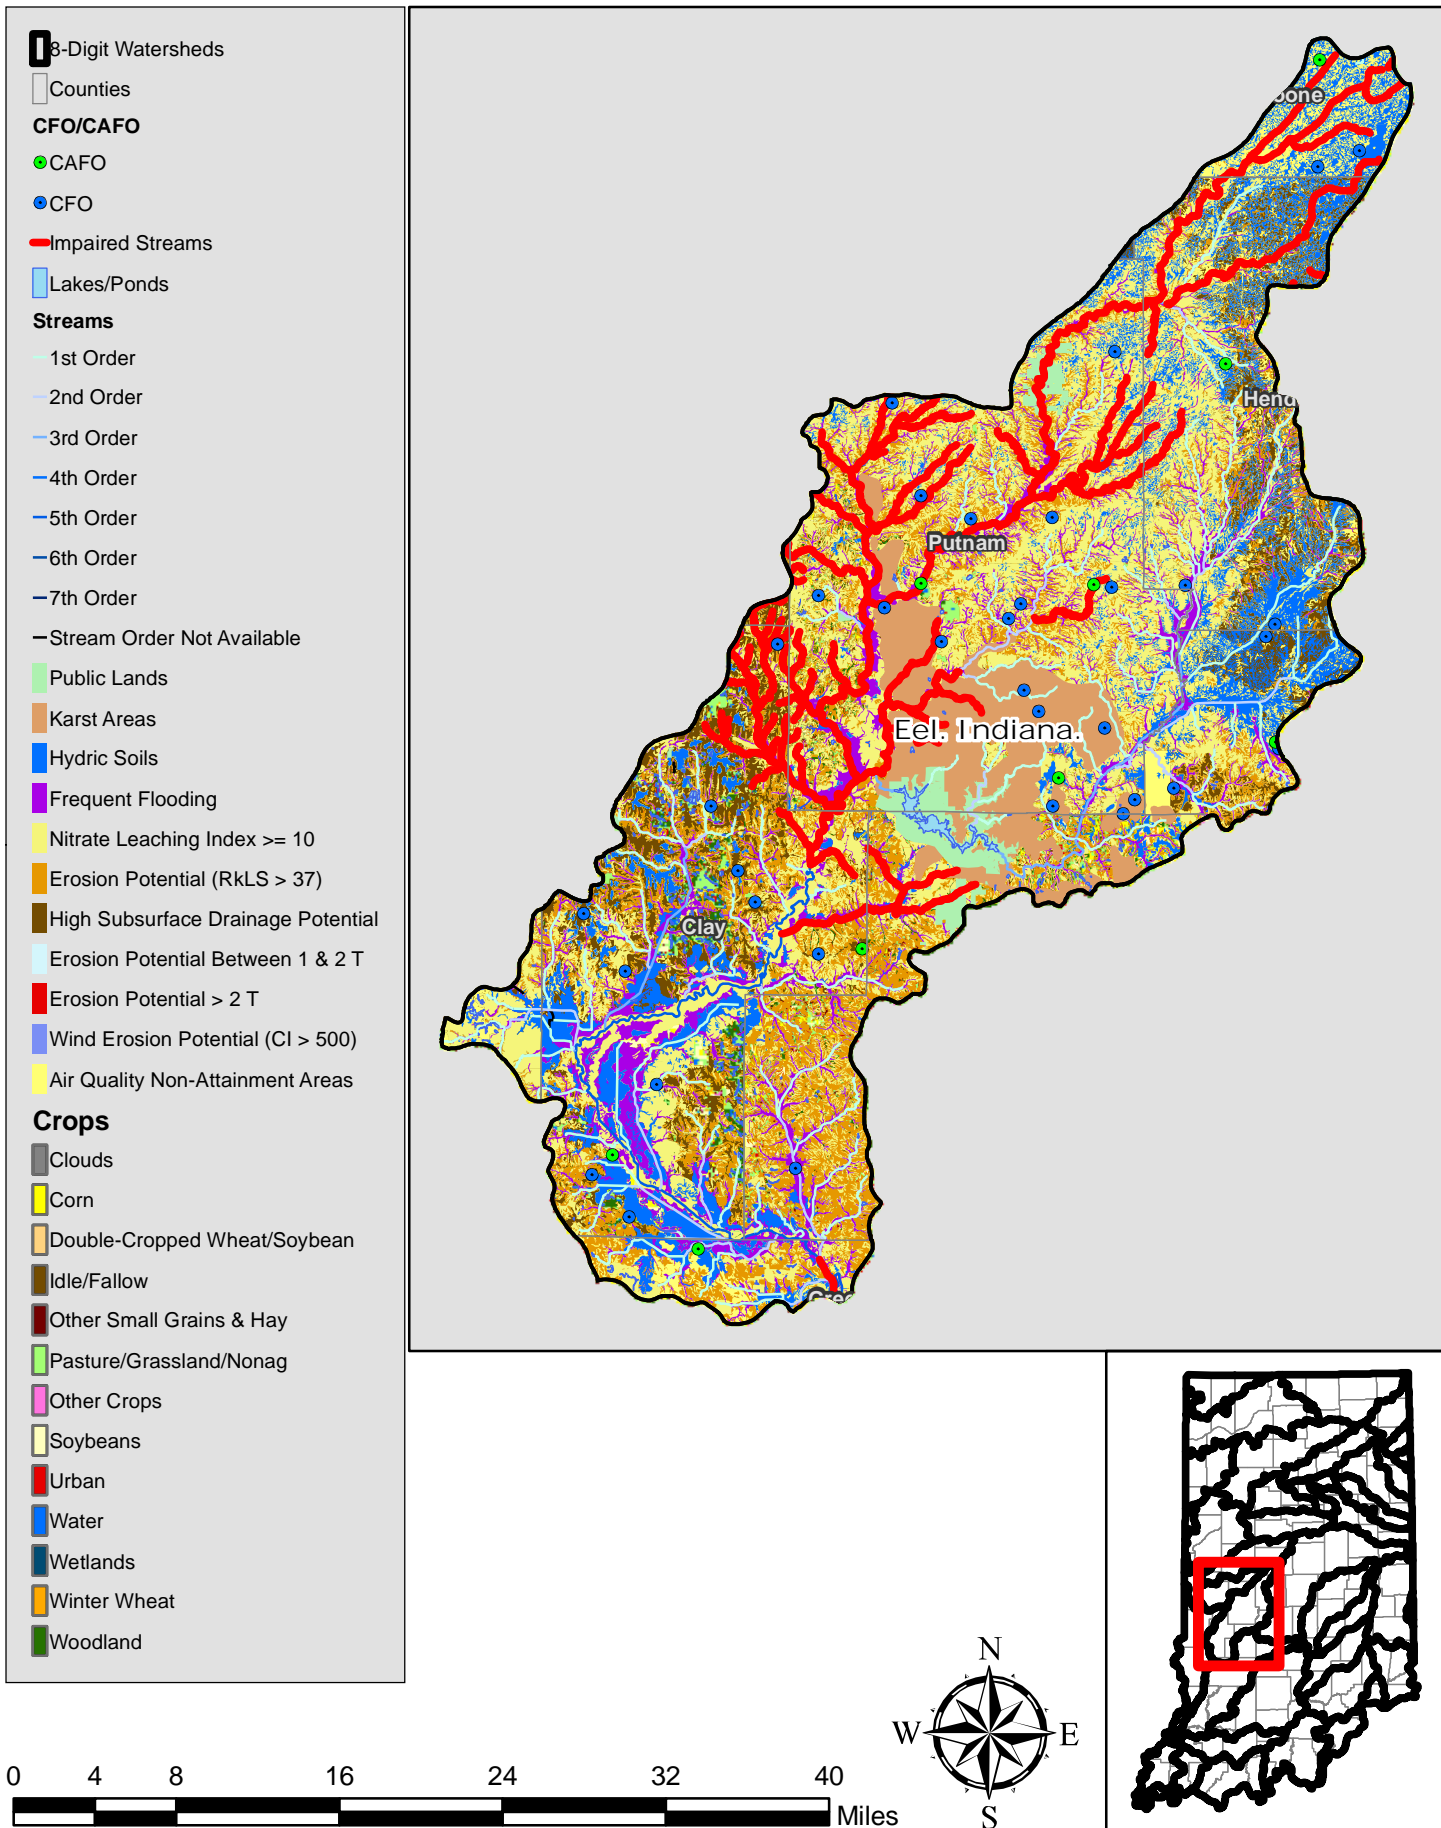 8-Digit Watersheds
Counties
CFO/CAFO
CAFO
CFO
Impaired Streams
Lakes/Ponds
Streams
1st Order
2nd Order
3rd Order
4th Order
5th Order
6th Order
7th Order
Stream Order Not Available
Public Lands
Karst Areas
Hydric Soils
Frequent Flooding
Nitrate Leaching Index >= 10
Erosion Potential (RkLS > 37)
High Subsurface Drainage Potential
Erosion Potential Between 1 & 2 T
Erosion Potential > 2 T
Wind Erosion Potential (CI > 500)
Air Quality Non-Attainment Areas
Crops
Clouds
Corn
Double-Cropped Wheat/Soybean
Idle/Fallow
Other Small Grains & Hay
Pasture/Grassland/Nonag
Other Crops
Soybeans
Urban
Water
Wetlands
Winter Wheat
Woodland
oone
Hend
Putnam
Eel. Indiana.
Clay
Gree
N
W E
S
0 4 8 16 24 32 40
Miles